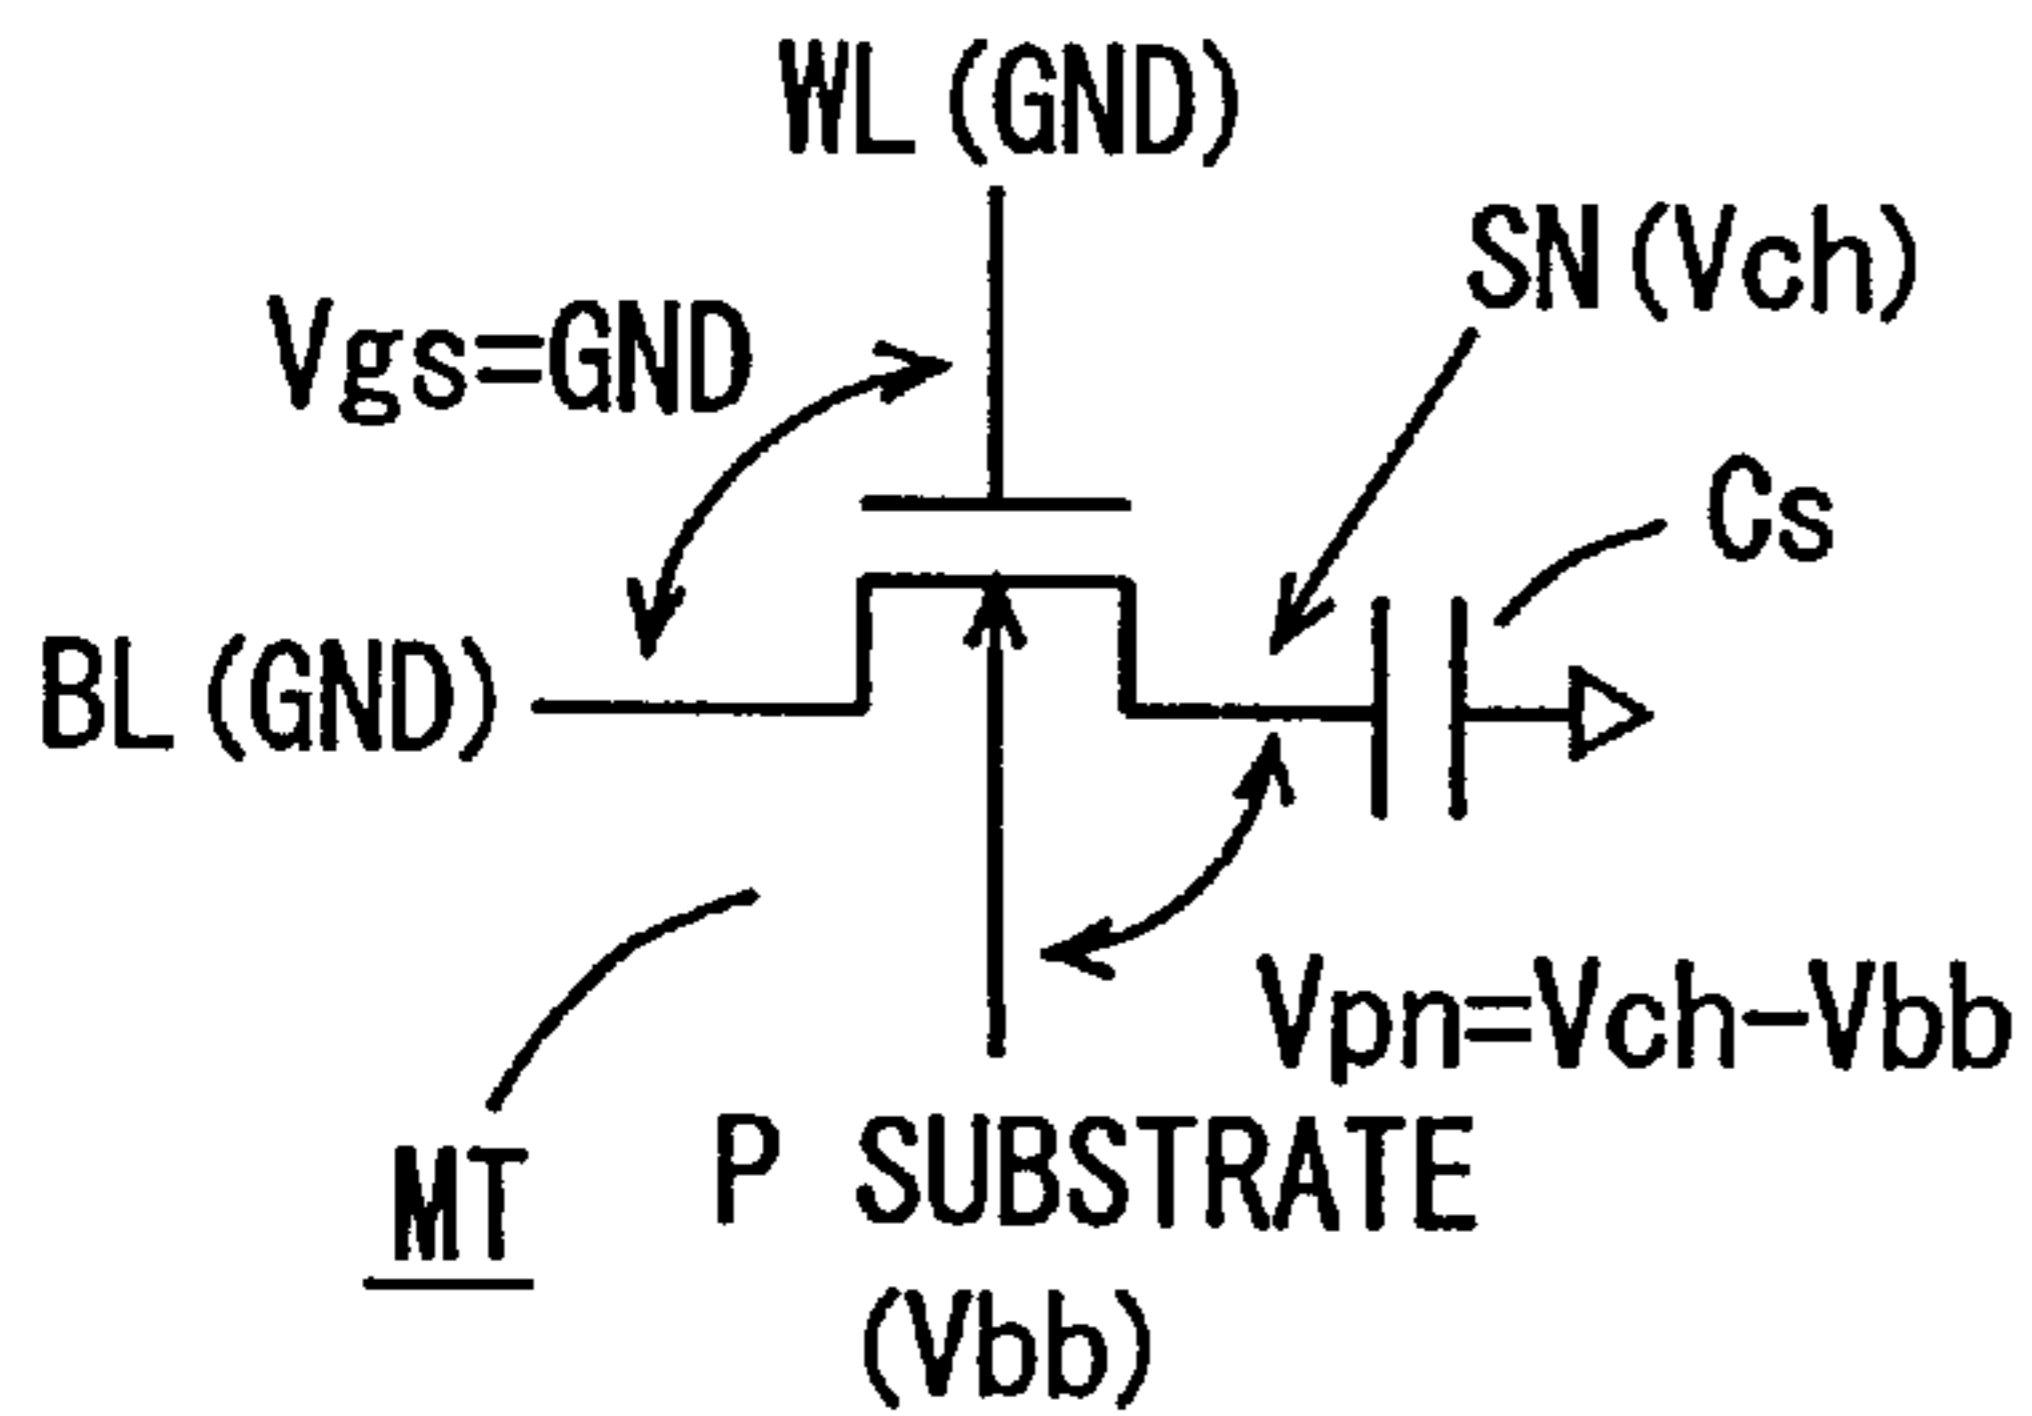 WL(GND)
SN(Vch)
Vgs=GND
Cs
BL(GND)
Vpn=Vch-Vbb
MT
P SUBSTRATE
(Vbb)